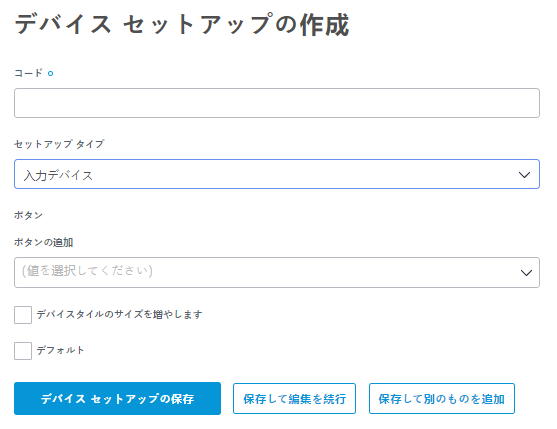 デバイス セットアップの作成
コード
セットアップ タイプ
入力デバイス
ボタン
ボタンの追加
(値を選択してください)
デバイスタイルのサイズを増やします
デフォルト
デバイス セットアップの保存 保存して編集を続行 保存して別のものを追加